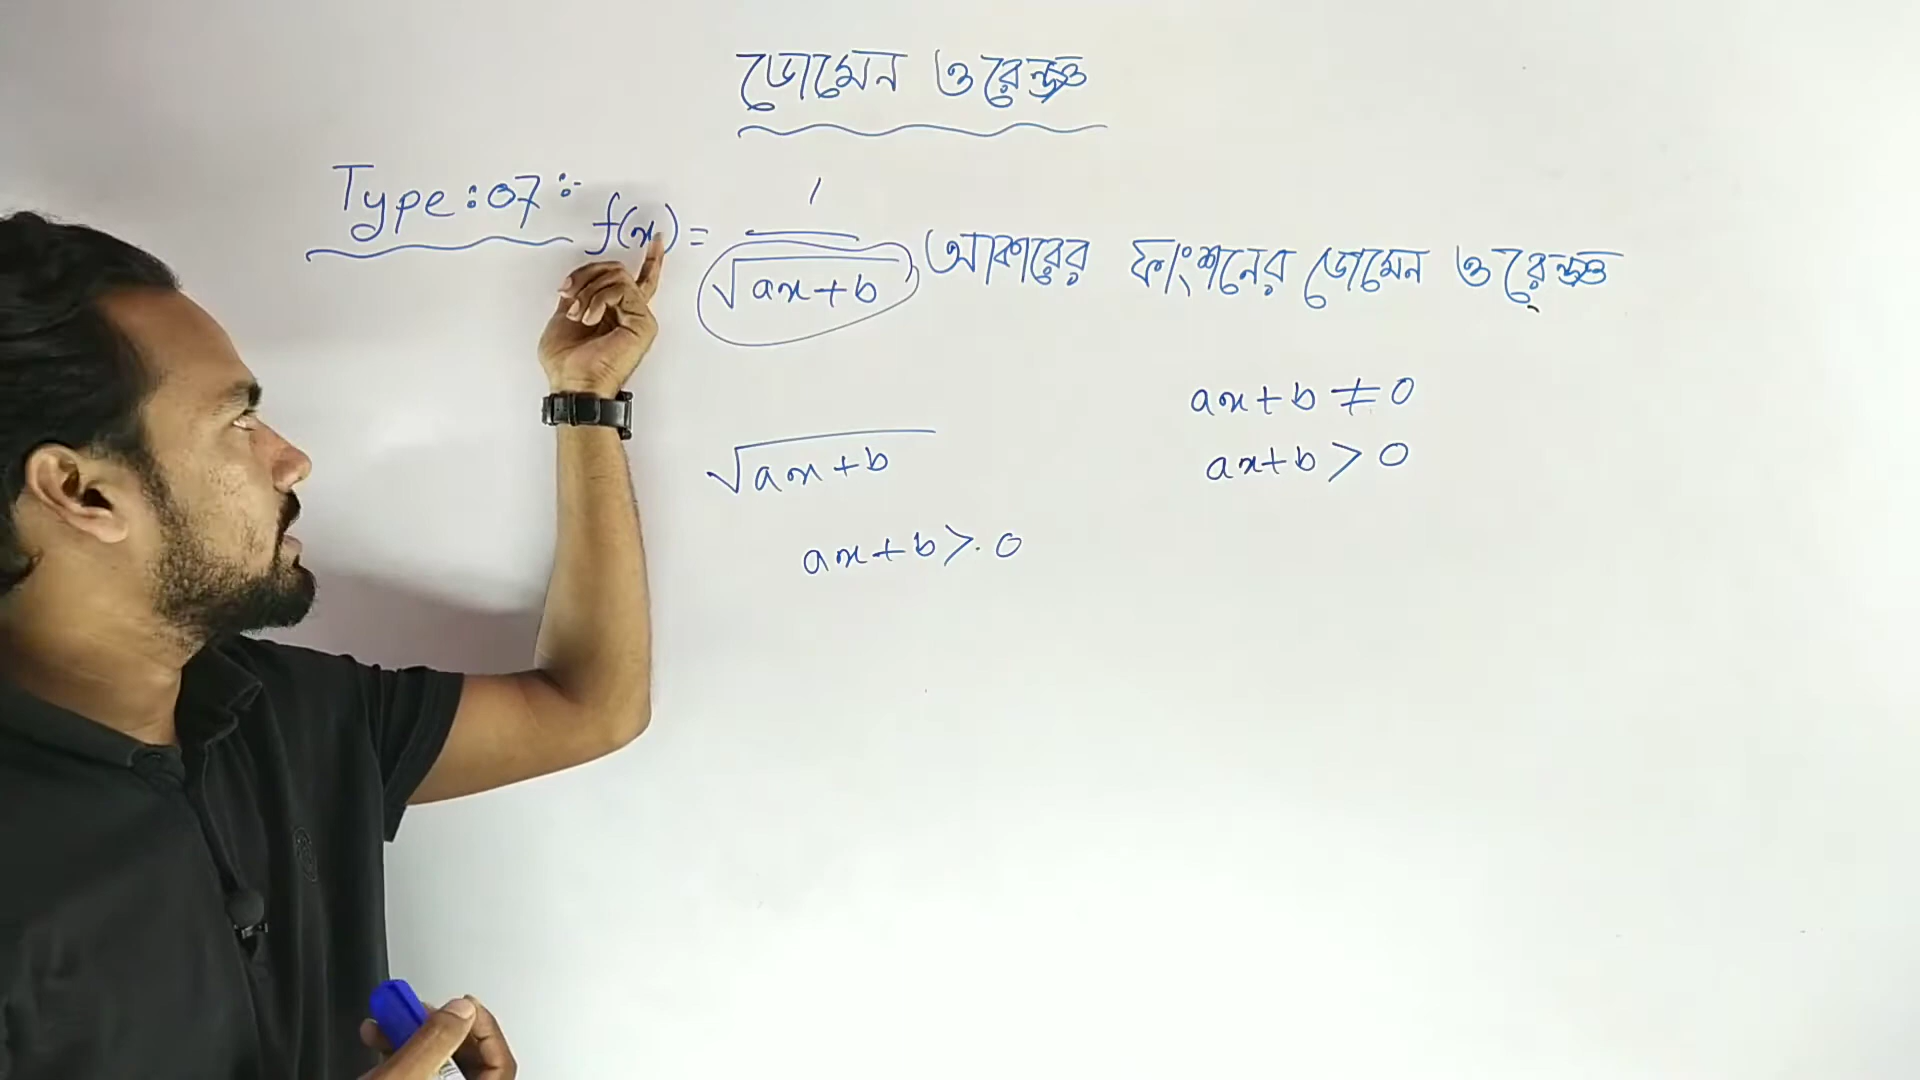 ডোমেন ও রেন্জঃ
Type:07ঃ f(x) = 1/√(ax+b) আকারের ফাংশনের ডোমেন ও রেন্জঃ
ax+b ≠ 0
√(ax+b)
ax+b > 0
ax+b > 0